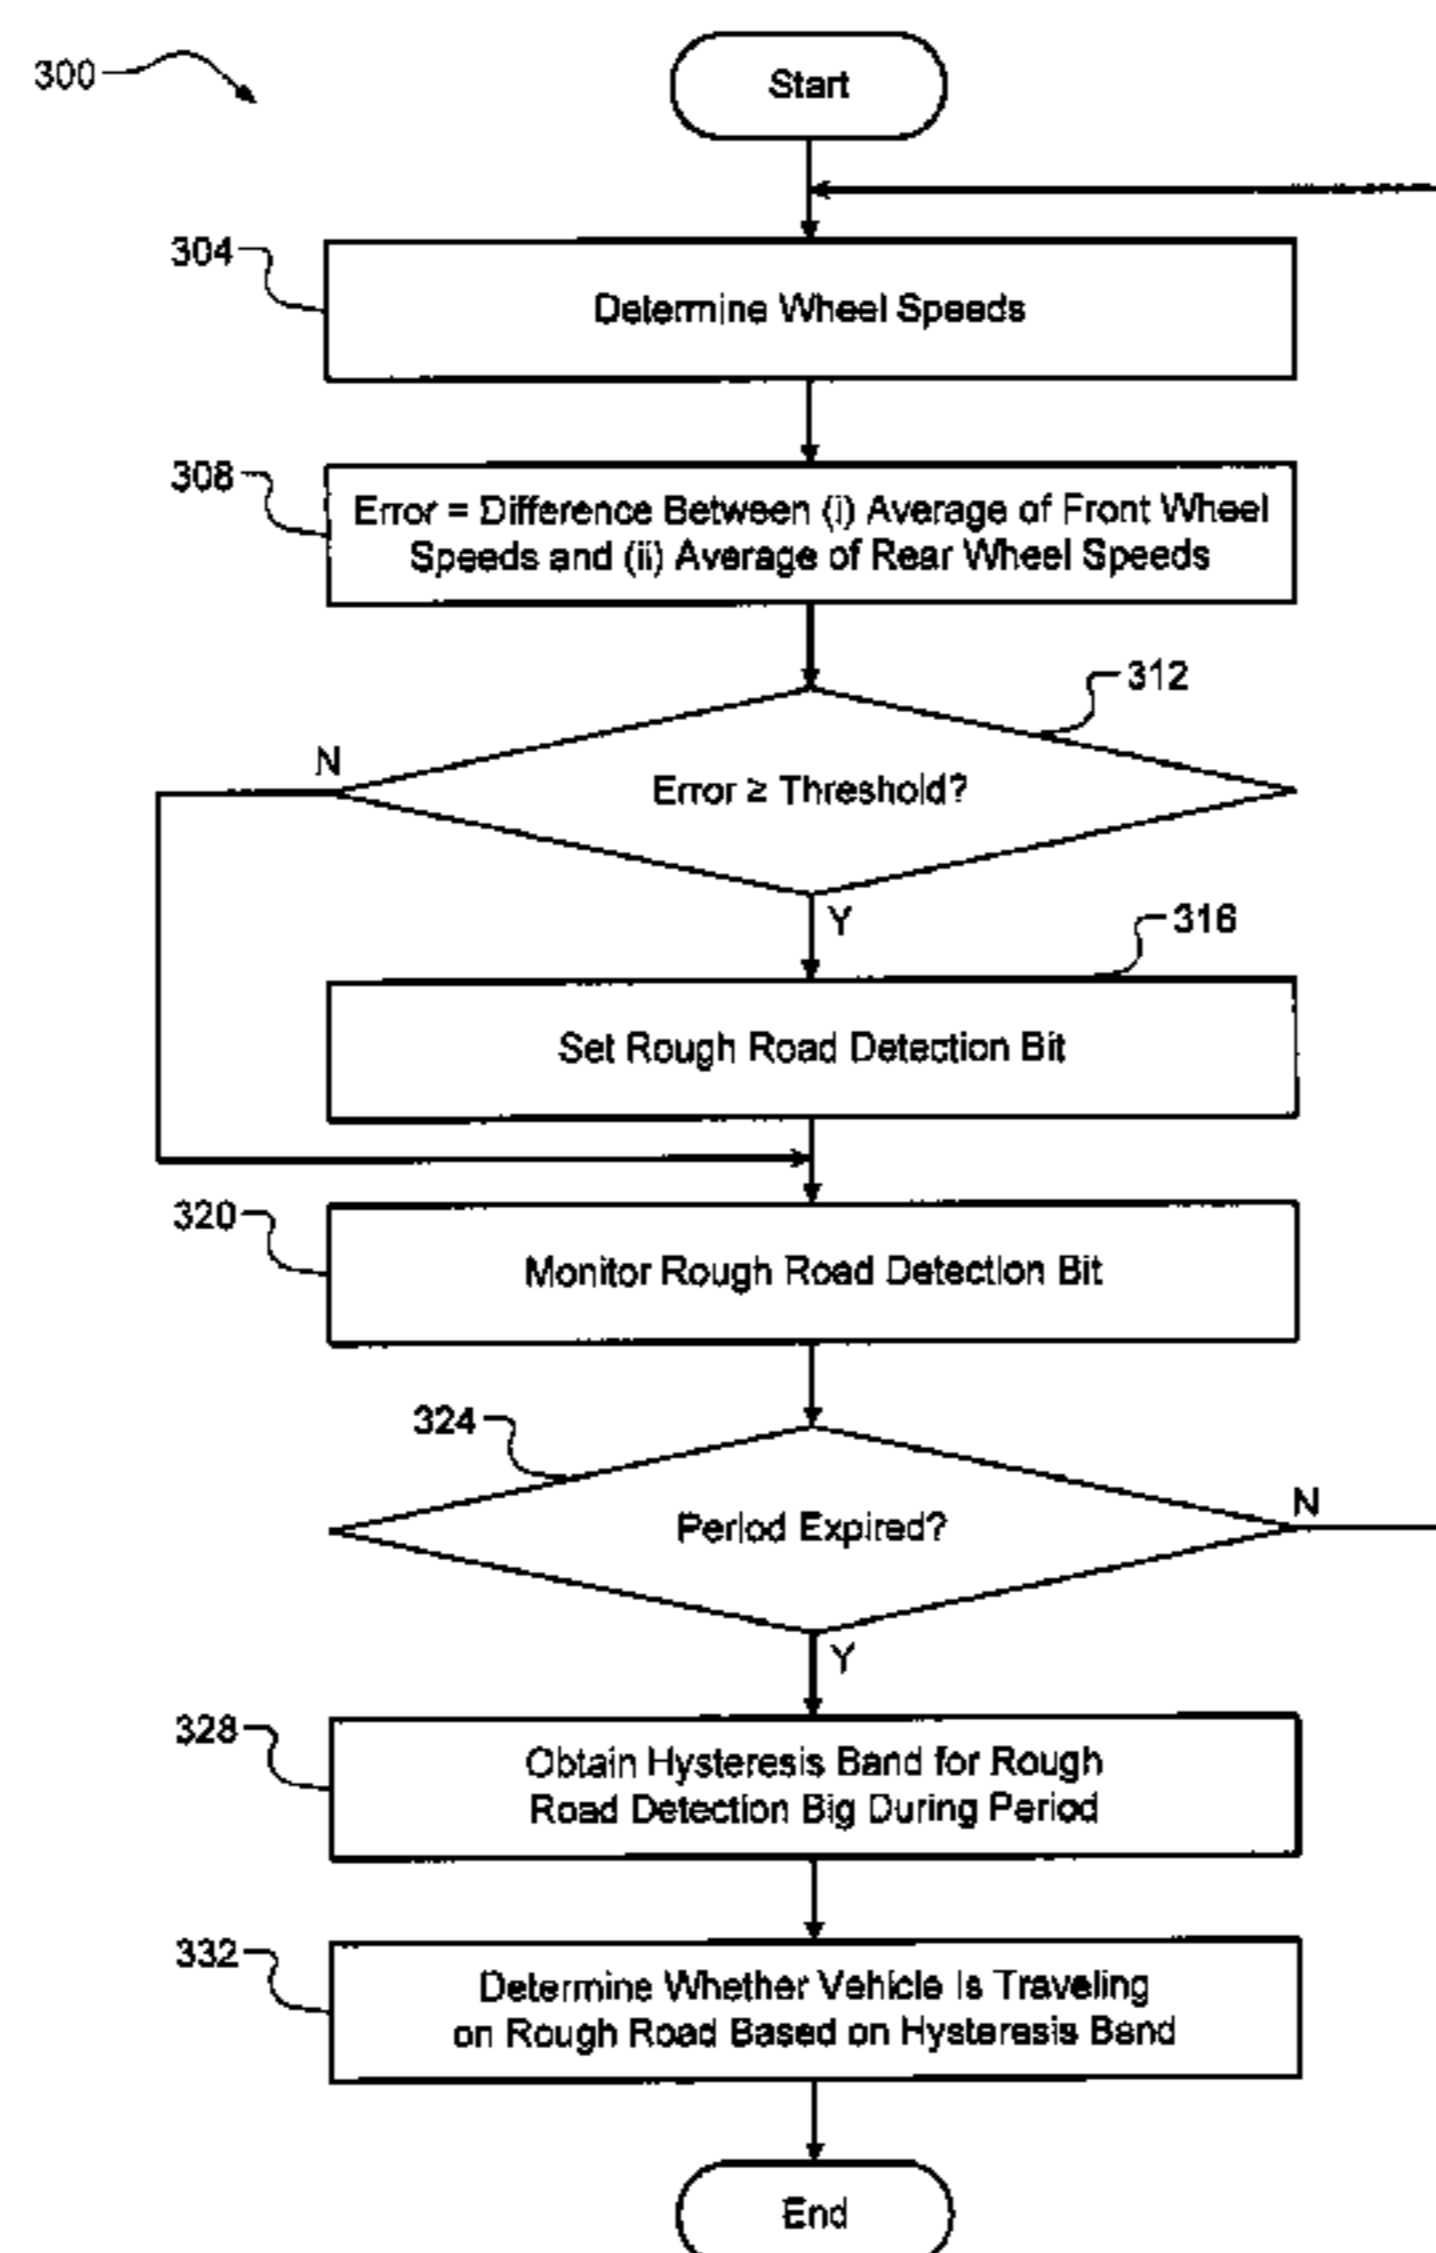 300
Start
304
Determine Wheel Speeds
308
Error = Difference Between (i) Average of Front Wheel
Speeds and (ii) Average of Rear Wheel Speeds
312
N
Error ≥ Threshold?
Y
316
Set Rough Road Detection Bit
320
Monitor Rough Road Detection Bit
324
Period Expired?
N
Y
328
Obtain Hysteresis Band for Rough
Road Detection Big During Period
332
Determine Whether Vehicle Is Traveling
on Rough Road Based on Hysteresis Band
End